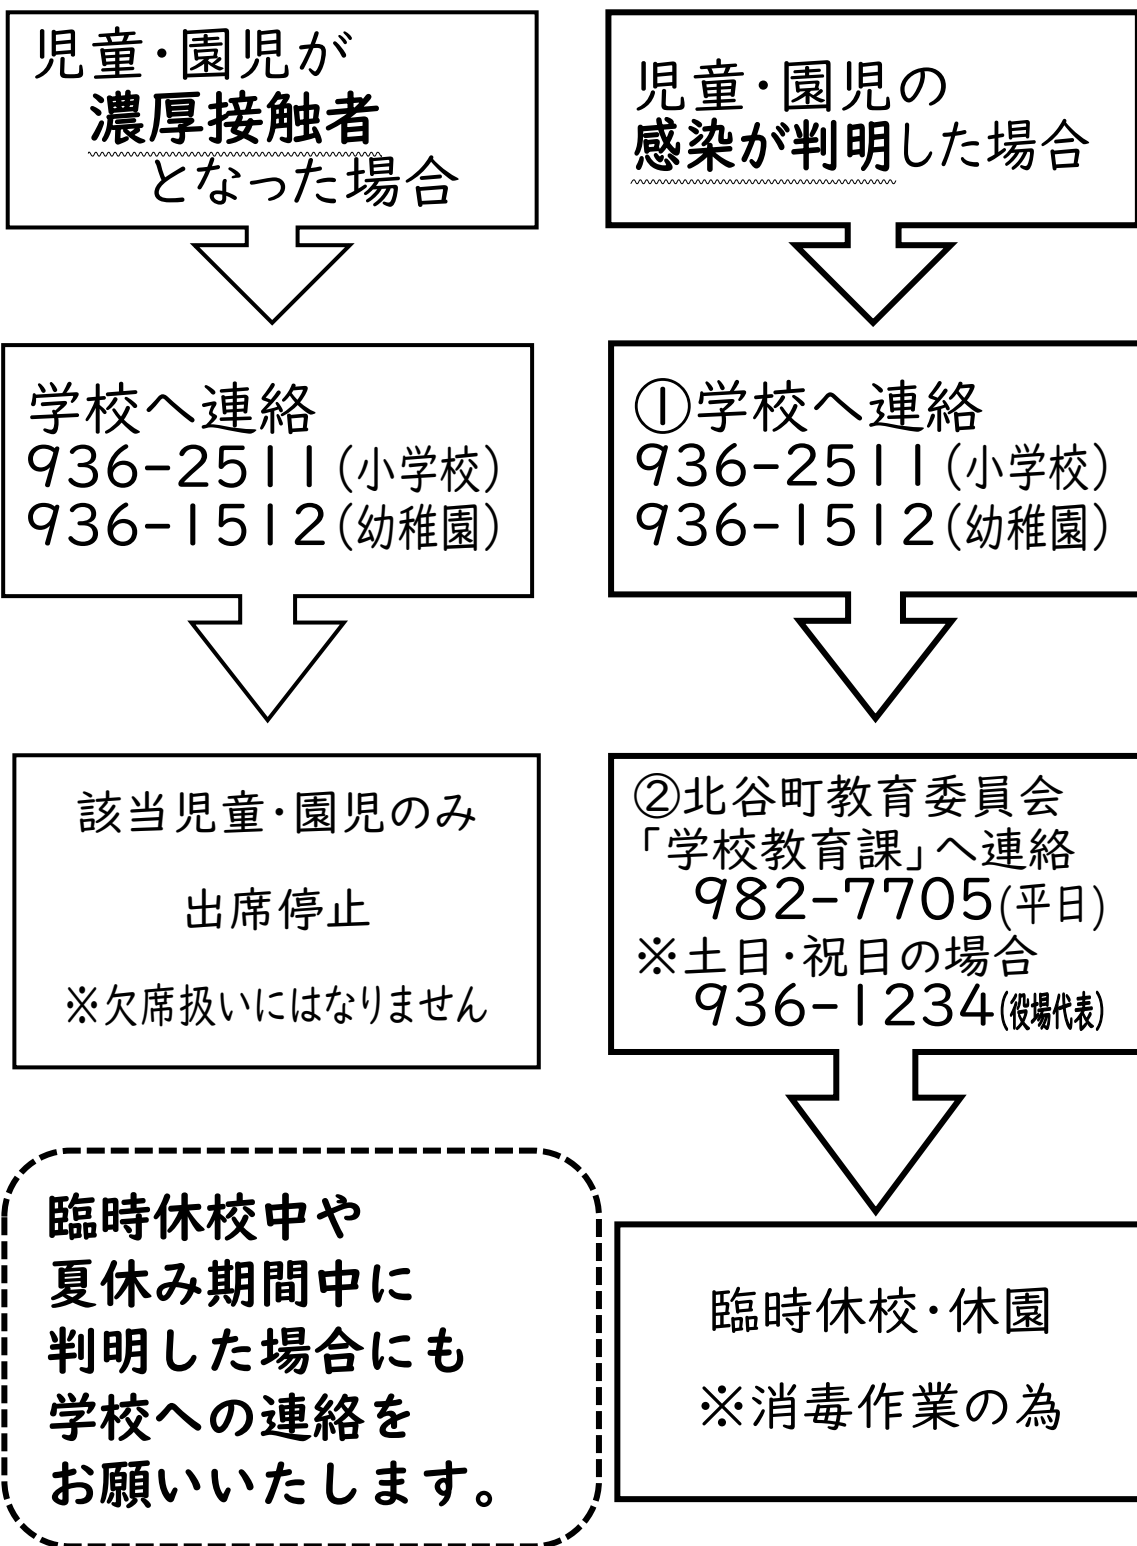 児童・園児が
濃厚接触者
となった場合
学校へ連絡
936-2511(小学校)
936-1512(幼稚園)
該当児童・園児のみ
出席停止
※欠席扱いにはなりません
臨時休校中や
夏休み期間中に
判明した場合にも
学校への連絡を
お願いいたします。
児童・園児の
感染が判明した場合
①学校へ連絡
936-2511(小学校)
936-1512(幼稚園)
②北谷町教育委員会
「学校教育課」へ連絡
982-7705(平日)
※土日・祝日の場合
936-1234(役場代表)
臨時休校・休園
※消毒作業の為